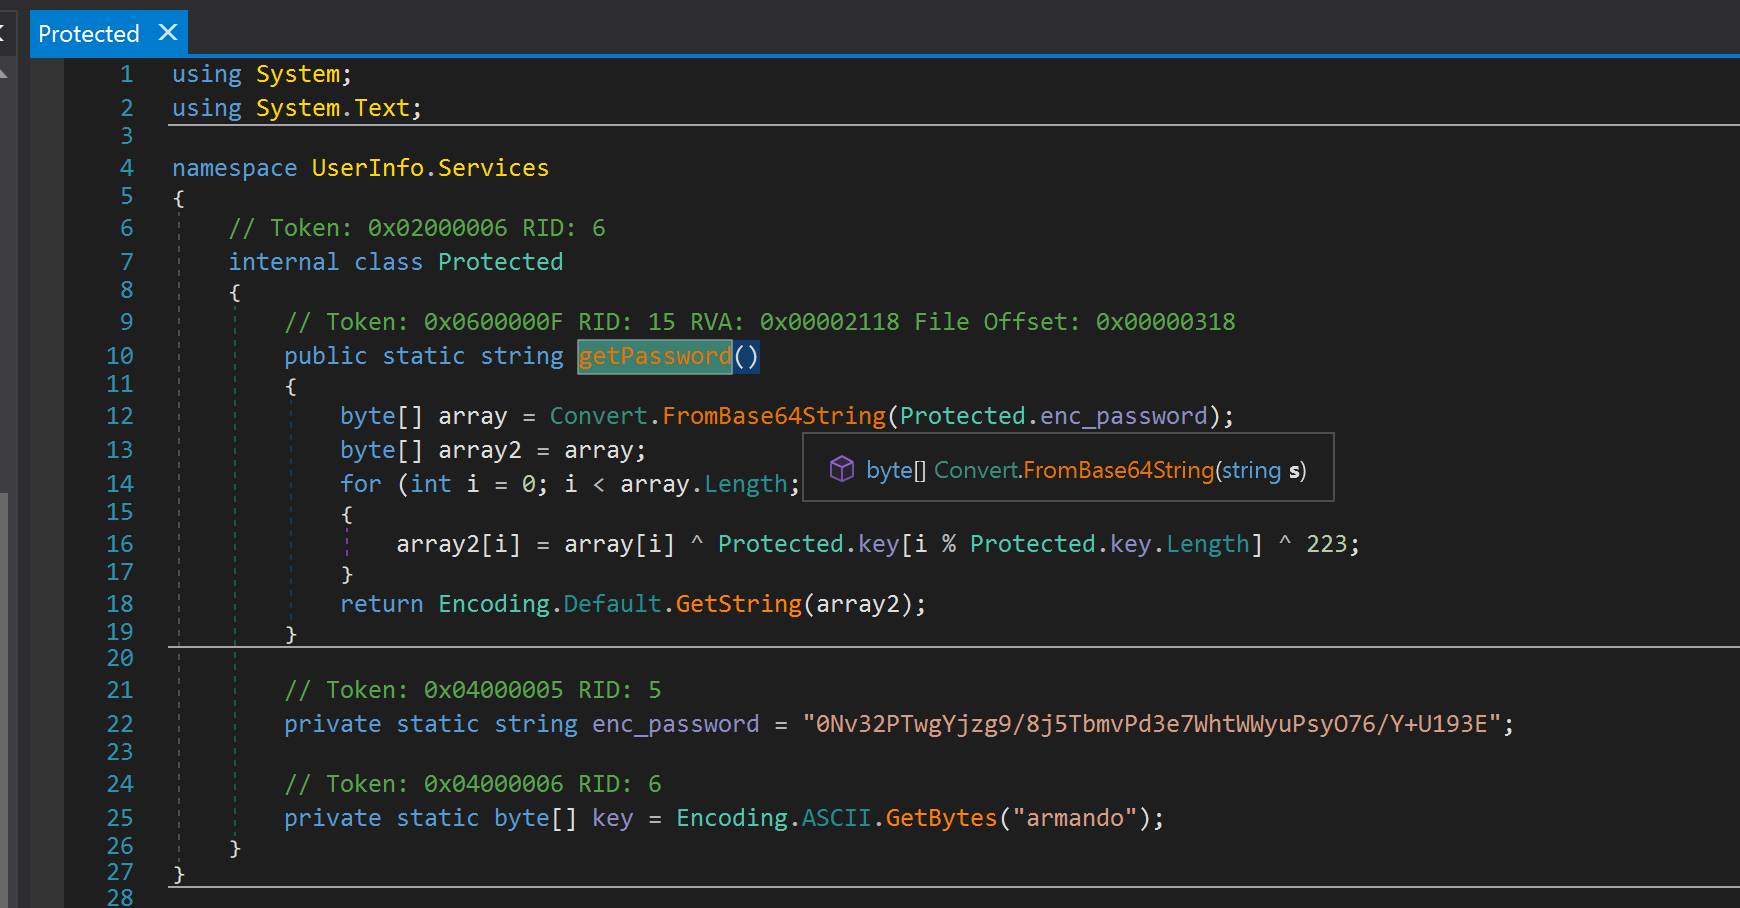 Protected
1 using System;
2 using System.Text;
3
4 namespace UserInfo.Services
5 {
6 // Token: 0x02000006 RID: 6
7 internal class Protected
8 {
9 // Token: 0x0600000F RID: 15 RVA: 0x00002118 File Offset: 0x00000318
10 public static string getPassword()
11 {
12 byte[] array = Convert.FromBase64String(Protected.enc_password);
13 byte[] array2 = array;
byte[] Convert.FromBase64String(string s)
14 for (int i = 0; i < array.Length;
15 {
16 array2[i] = array[i] ^ Protected.key[i % Protected.key.Length] ^ 223;
17 }
18 return Encoding.Default.GetString(array2);
19 }
20
21 // Token: 0x04000005 RID: 5
22 private static string enc_password = "0Nv32PTwgYjzg9/8j5TbmvPd3e7WhtWWyuPsyO76/Y+U193E";
23
24 // Token: 0x04000006 RID: 6
25 private static byte[] key = Encoding.ASCII.GetBytes("armando");
26 }
27 }
28